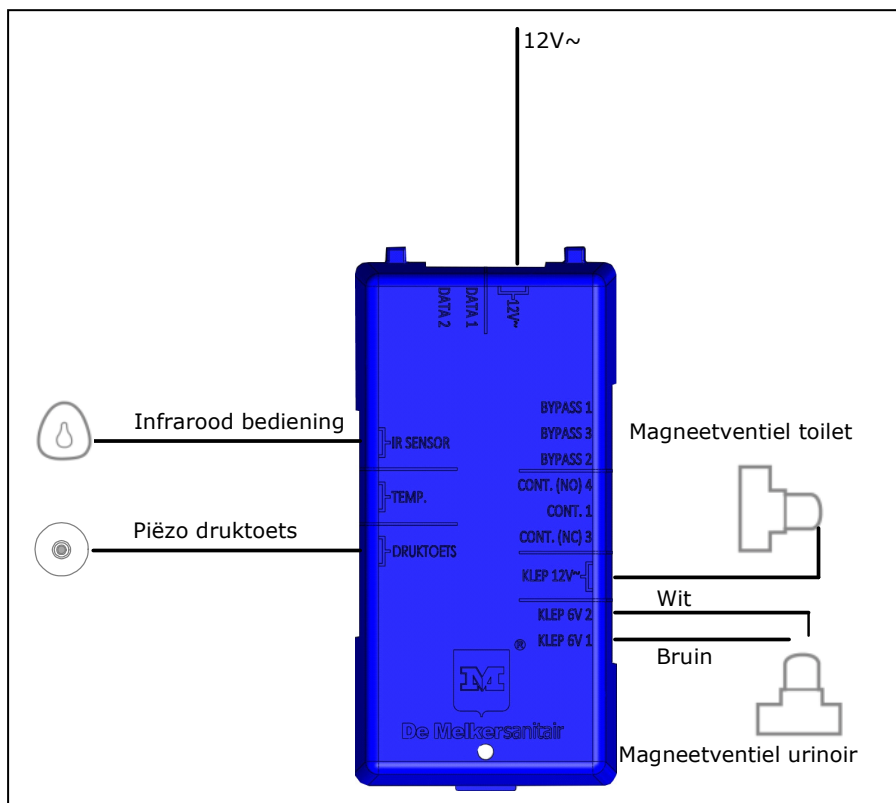 12V~
12V~
DATA 1
DATA 2
Infrarood bediening
IR SENSOR
TEMP.
Piëzo druktoets
DRUKTOETS
BYPASS 1
BYPASS 3
BYPASS 2
CONT. (NO) 4
CONT. 1
CONT. (NC) 3
KLEP 12V~
KLEP 6V 2
KLEP 6V 1
Magneetventiel toilet
Wit
Bruin
Magneetventiel urinoir
M
®
De Melkersanitair